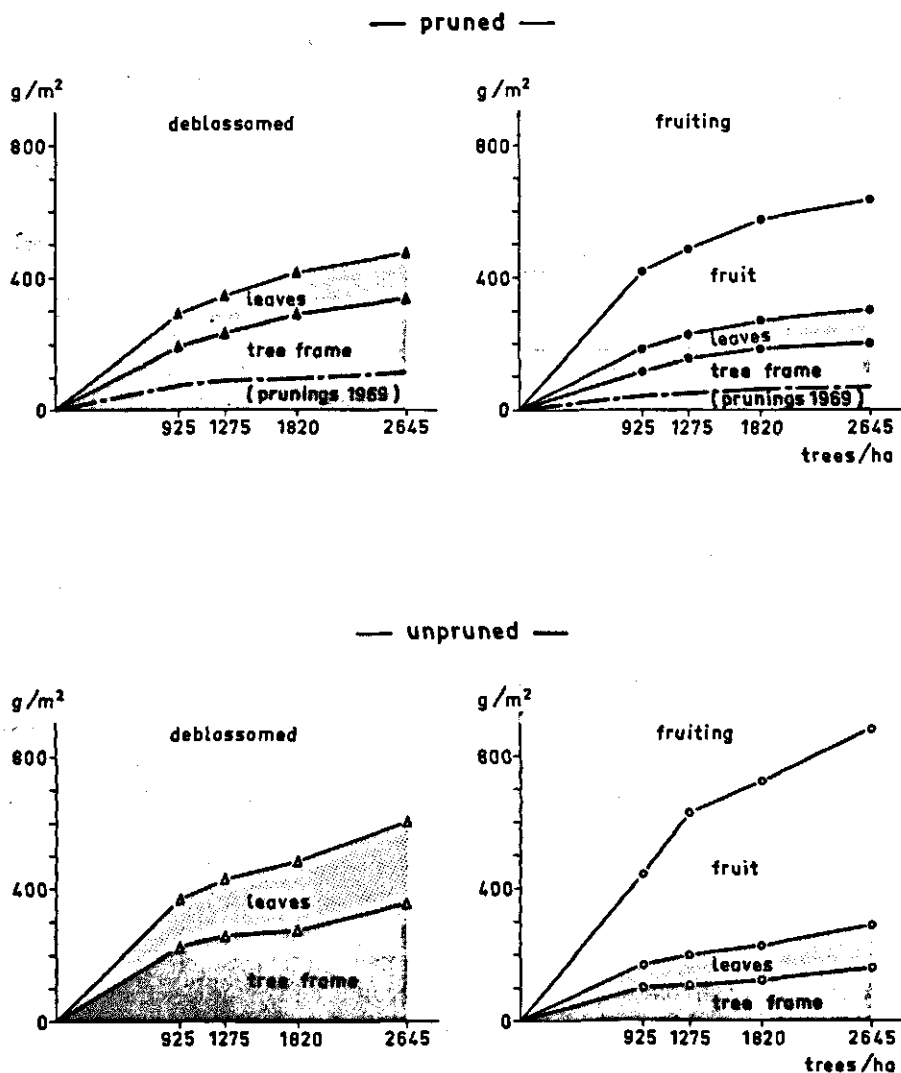 — pruned —
g/m²
deblossomed
800
400
0
leaves
tree frame
(prunings 1969)
925 1275 1820 2645
g/m²
fruiting
800
400
0
fruit
leaves
tree frame
(prunings 1969)
925 1275 1820 2645
trees/ha
— unpruned —
g/m²
deblossomed
800
400
0
leaves
tree frame
925 1275 1820 2645
g/m²
fruiting
800
400
0
fruit
leaves
tree frame
925 1275 1820 2645
trees/ha